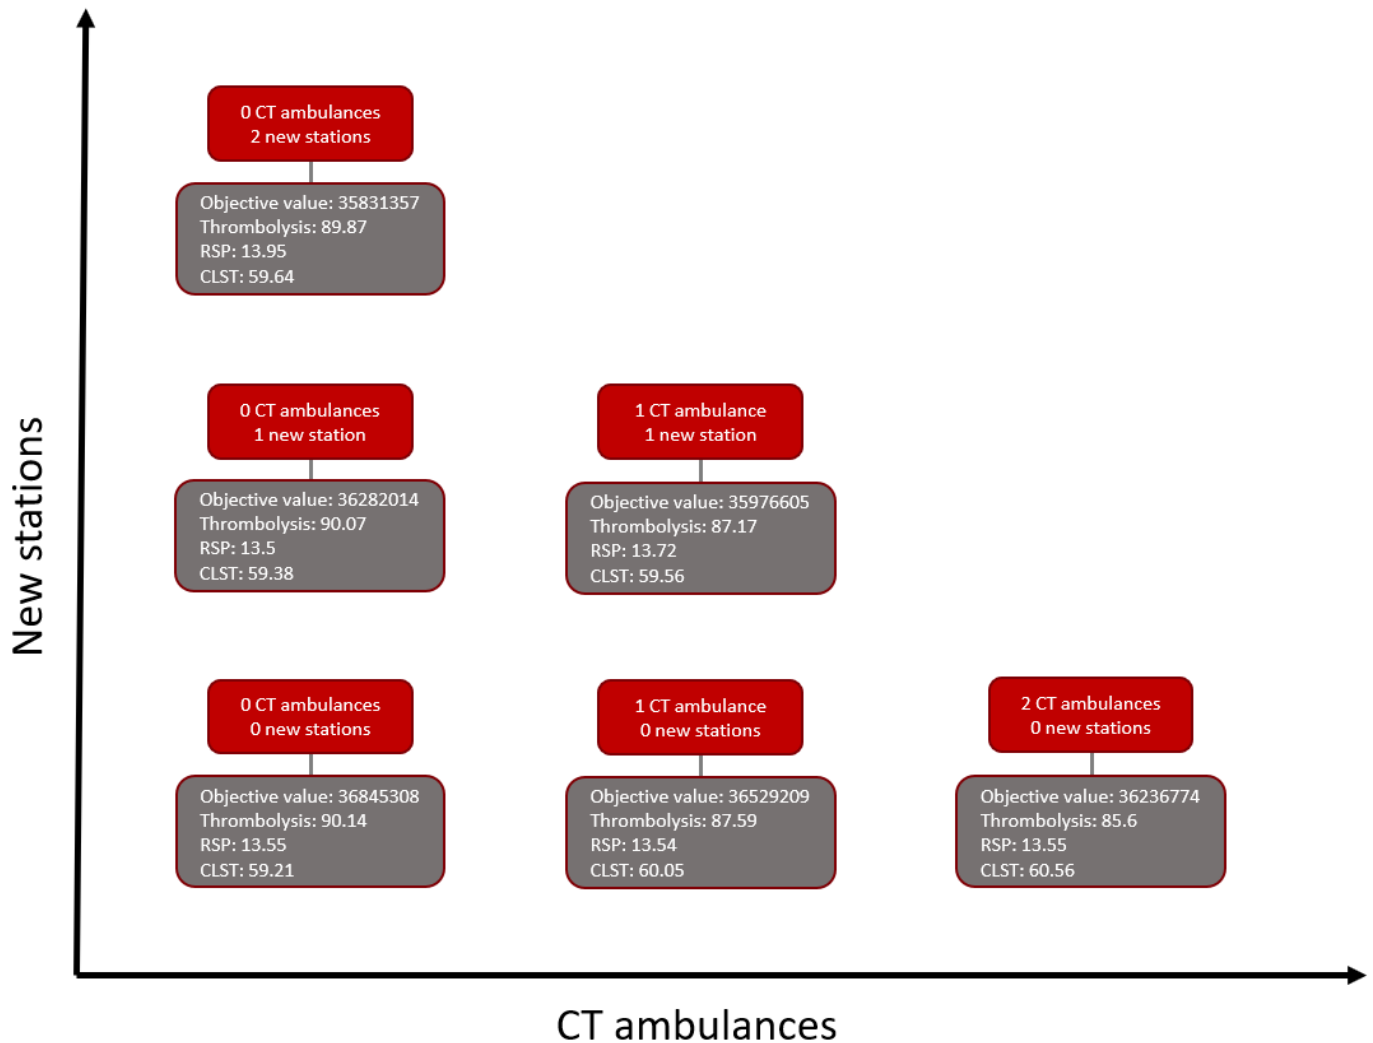 0 CT ambulances
2 new stations
Objective value: 35831357
Thrombolysis: 89.87
RSP: 13.95
CLST: 59.64
0 CT ambulances
1 new station
Objective value: 36282014
Thrombolysis: 90.07
RSP: 13.5
CLST: 59.38
1 CT ambulance
1 new station
Objective value: 35976605
Thrombolysis: 87.17
RSP: 13.72
CLST: 59.56
0 CT ambulances
0 new stations
Objective value: 36845308
Thrombolysis: 90.14
RSP: 13.55
CLST: 59.21
1 CT ambulance
0 new stations
Objective value: 36529209
Thrombolysis: 87.59
RSP: 13.54
CLST: 60.05
2 CT ambulances
0 new stations
Objective value: 36236774
Thrombolysis: 85.6
RSP: 13.55
CLST: 60.56
New stations
CT ambulances